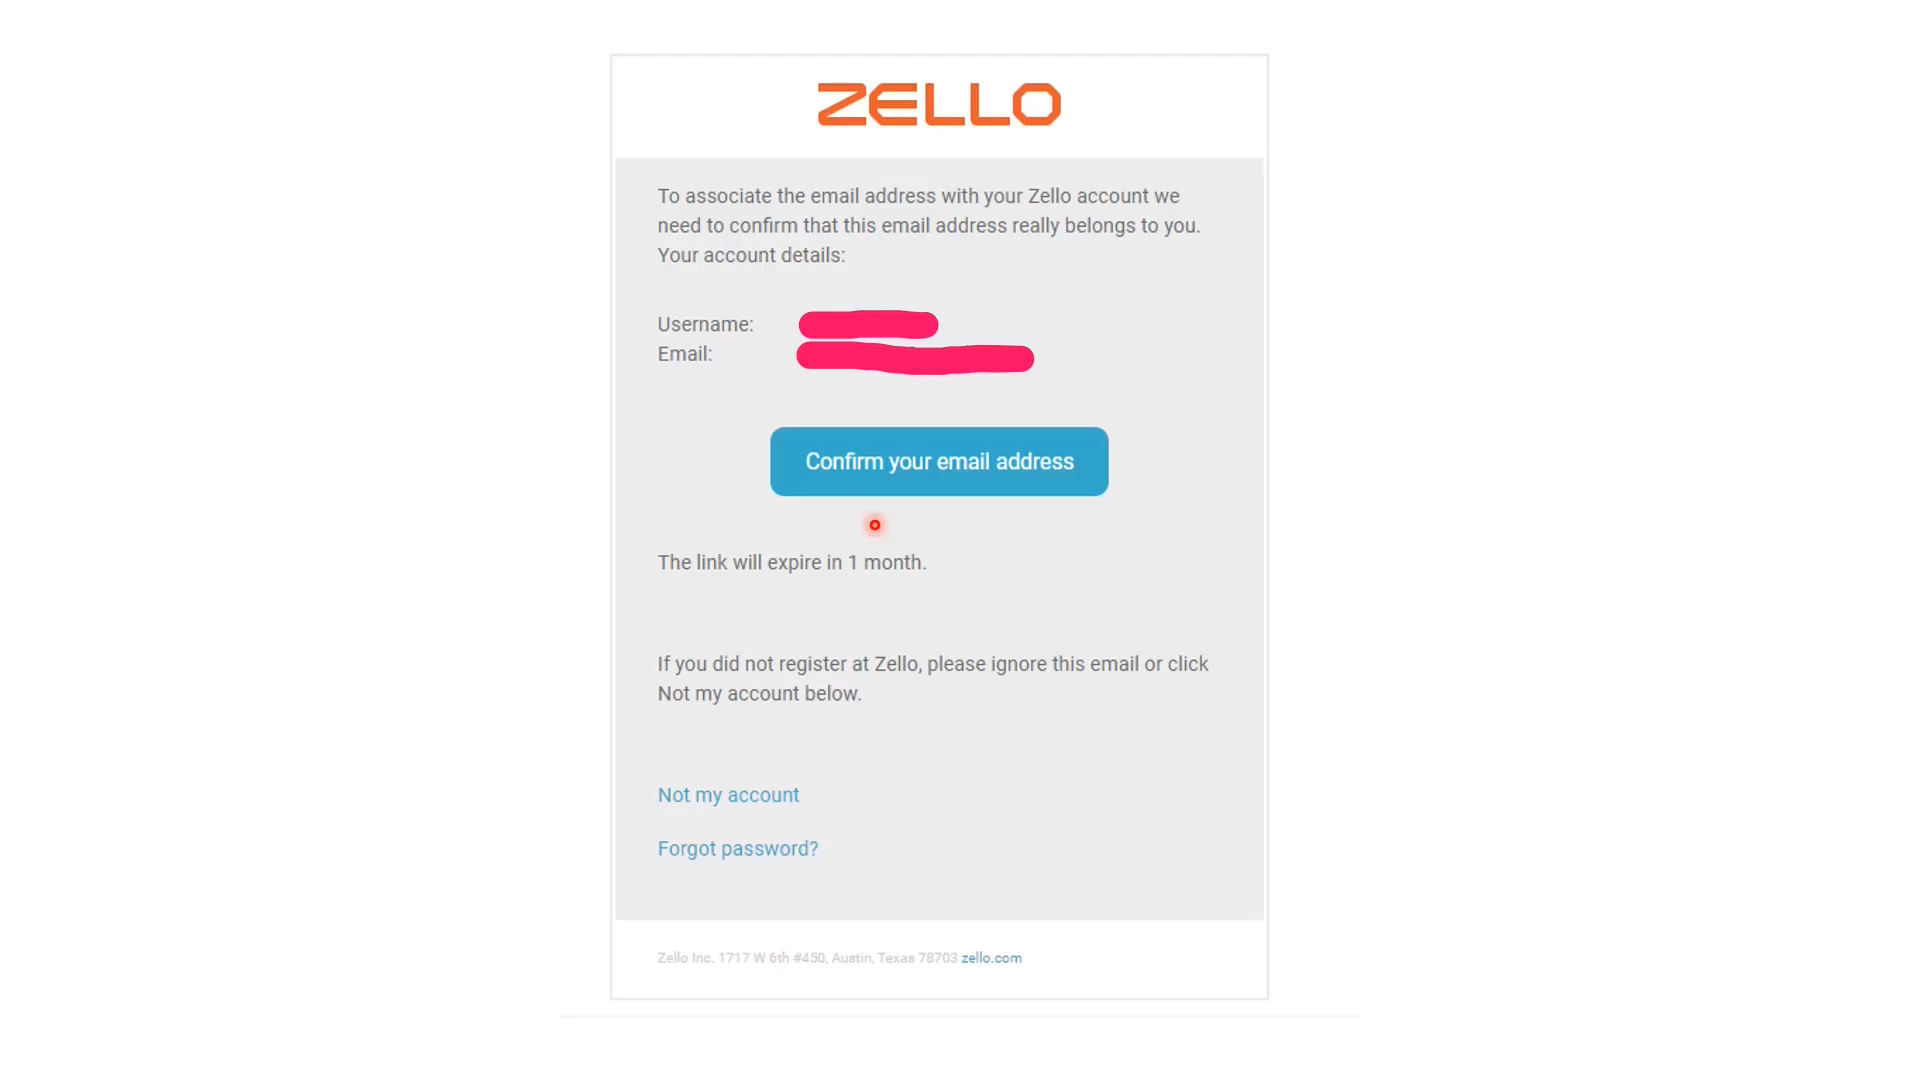 ZELLO
To associate the email address with your Zello account we
need to confirm that this email address really belongs to you.
Your account details:
Username:
Email:
Confirm your email address
The link will expire in 1 month.
If you did not register at Zello, please ignore this email or click
Not my account below.
Not my account
Forgot password?
Zello Inc. 1717 W 6th #450, Austin, Texas 78703 zello.com